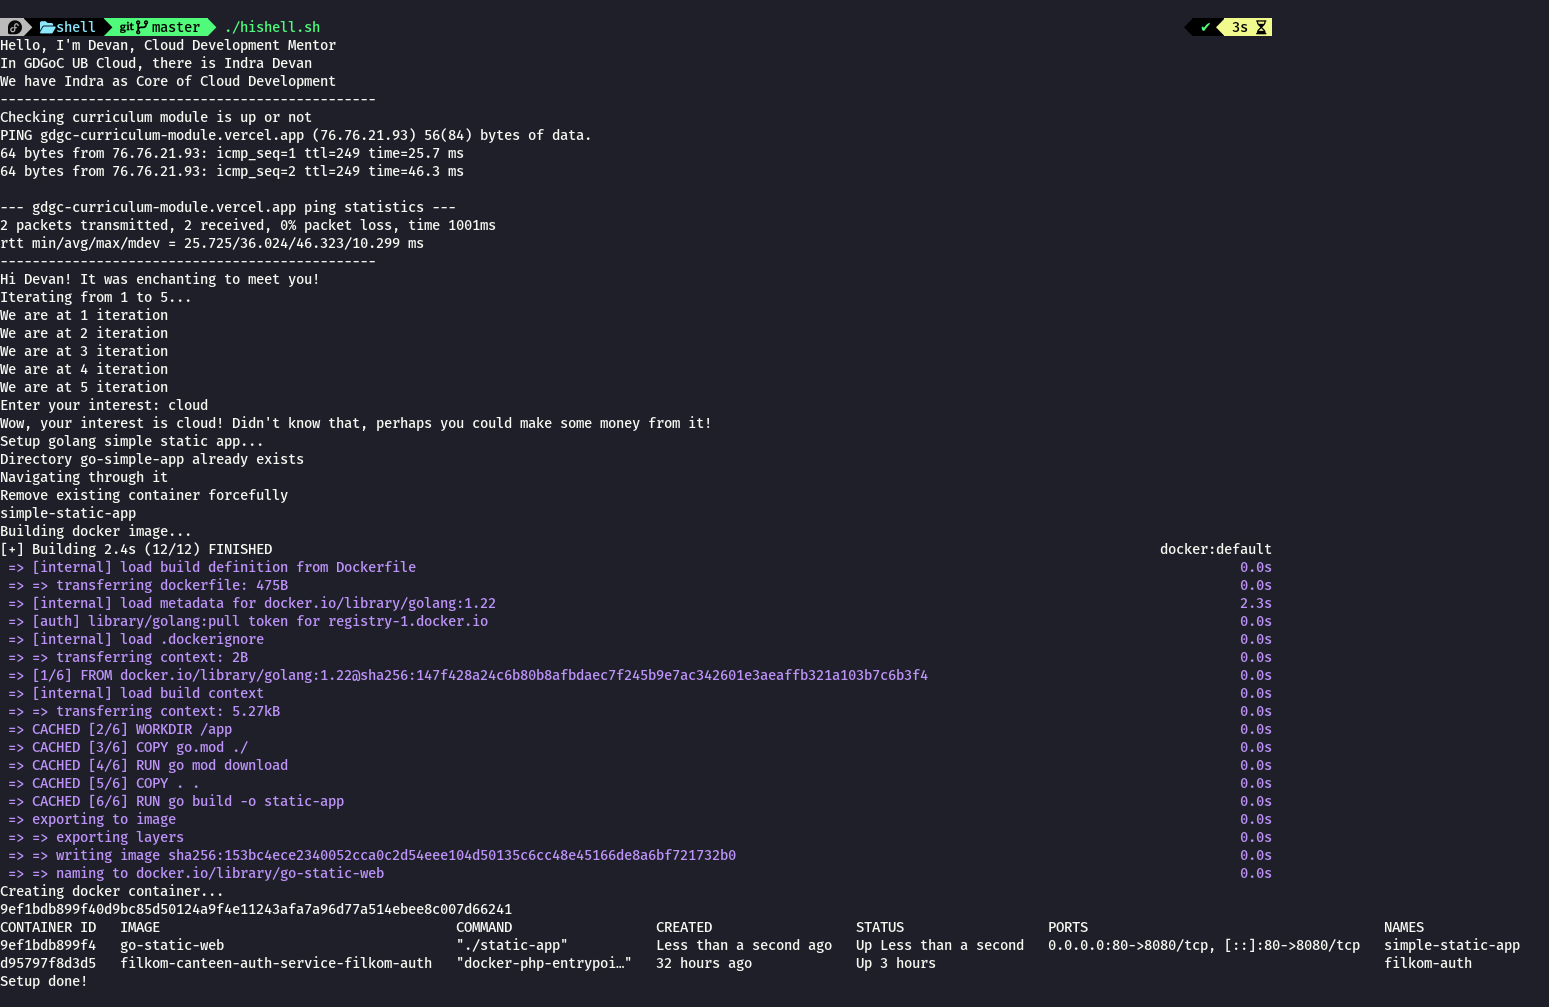 shell git master ./hishell.sh ✔ 3s
Hello, I'm Devan, Cloud Development Mentor
In GDGoC UB Cloud, there is Indra Devan
We have Indra as Core of Cloud Development
-----------------------------------------------
Checking curriculum module is up or not
PING gdgc-curriculum-module.vercel.app (76.76.21.93) 56(84) bytes of data.
64 bytes from 76.76.21.93: icmp_seq=1 ttl=249 time=25.7 ms
64 bytes from 76.76.21.93: icmp_seq=2 ttl=249 time=46.3 ms

--- gdgc-curriculum-module.vercel.app ping statistics ---
2 packets transmitted, 2 received, 0% packet loss, time 1001ms
rtt min/avg/max/mdev = 25.725/36.024/46.323/10.299 ms
-----------------------------------------------
Hi Devan! It was enchanting to meet you!
Iterating from 1 to 5...
We are at 1 iteration
We are at 2 iteration
We are at 3 iteration
We are at 4 iteration
We are at 5 iteration
Enter your interest: cloud
Wow, your interest is cloud! Didn't know that, perhaps you could make some money from it!
Setup golang simple static app...
Directory go-simple-app already exists
Navigating through it
Remove existing container forcefully
simple-static-app
Building docker image...
[+] Building 2.4s (12/12) FINISHED docker:default
=> [internal] load build definition from Dockerfile 0.0s
=> => transferring dockerfile: 475B 0.0s
=> [internal] load metadata for docker.io/library/golang:1.22 2.3s
=> [auth] library/golang:pull token for registry-1.docker.io 0.0s
=> [internal] load .dockerignore 0.0s
=> => transferring context: 2B 0.0s
=> [1/6] FROM docker.io/library/golang:1.22@sha256:147f428a24c6b80b8afbdaec7f245b9e7ac342601e3aeaffb321a103b7c6b3f4 0.0s
=> [internal] load build context 0.0s
=> => transferring context: 5.27kB 0.0s
=> CACHED [2/6] WORKDIR /app 0.0s
=> CACHED [3/6] COPY go.mod ./ 0.0s
=> CACHED [4/6] RUN go mod download 0.0s
=> CACHED [5/6] COPY . . 0.0s
=> CACHED [6/6] RUN go build -o static-app 0.0s
=> exporting to image 0.0s
=> => exporting layers 0.0s
=> => writing image sha256:153bc4ece2340052cca0c2d54eee104d50135c6cc48e45166de8a6bf721732b0 0.0s
=> => naming to docker.io/library/go-static-web 0.0s
Creating docker container...
9ef1bdb899f40d9bc85d50124a9f4e11243afa7a96d77a514ebee8c007d66241
CONTAINER ID IMAGE COMMAND CREATED STATUS PORTS NAMES
9ef1bdb899f4 go-static-web "./static-app" Less than a second ago Up Less than a second 0.0.0.0:80->8080/tcp, [::]:80->8080/tcp simple-static-app
d95797f8d3d5 filkom-canteen-auth-service-filkom-auth "docker-php-entrypoi…" 32 hours ago Up 3 hours filkom-auth
Setup done!